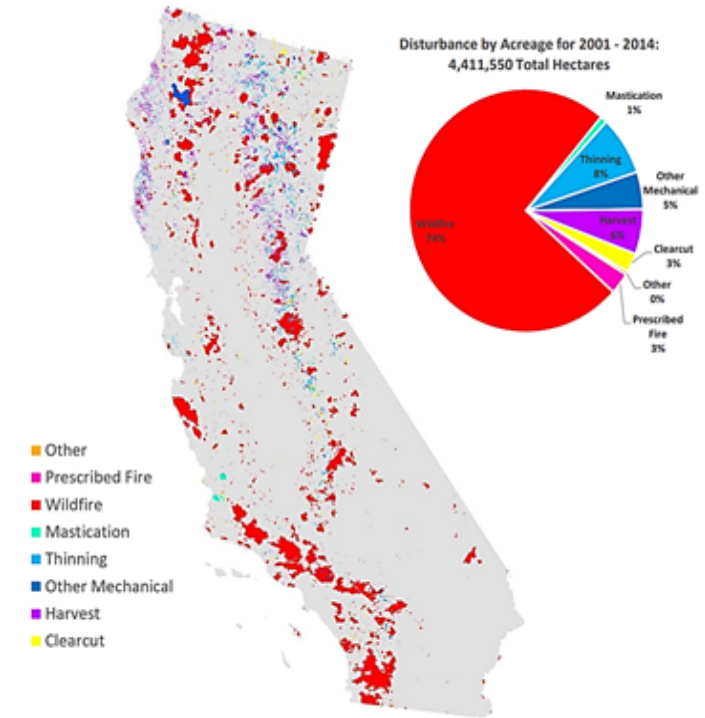 Disturbance by Acreage for 2001 - 2014:
4,411,550 Total Hectares
Mastication
1%
Thinning
8%
Other
Mechanical
5%
Wildfire
74%
Harvest
6%
Clearcut
3%
Other
0%
Prescribed
Fire
3%
Other
Prescribed Fire
Wildfire
Mastication
Thinning
Other Mechanical
Harvest
Clearcut